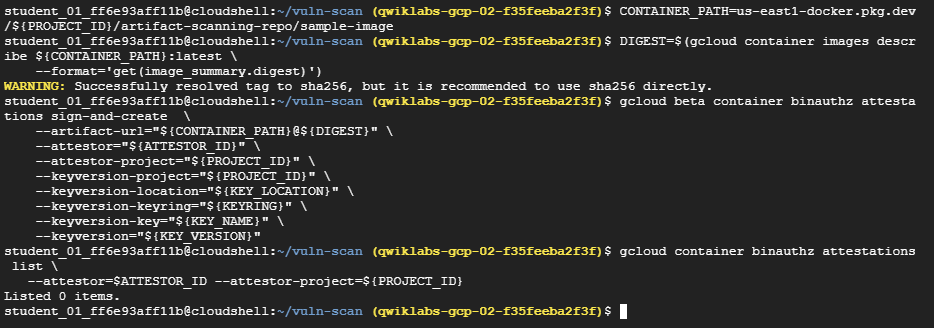 student_01_ff6e93aff11b@cloudshell:~/vuln-scan (qwiklabs-gcp-02-f35feeba2f3f)$ CONTAINER_PATH=us-east1-docker.pkg.dev
/${PROJECT_ID}/artifact-scanning-repo/sample-image
student_01_ff6e93aff11b@cloudshell:~/vuln-scan (qwiklabs-gcp-02-f35feeba2f3f)$ DIGEST=$(gcloud container images descr
ibe ${CONTAINER_PATH}:latest \
    --format='get(image_summary.digest)')
WARNING: Successfully resolved tag to sha256, but it is recommended to use sha256 directly.
student_01_ff6e93aff11b@cloudshell:~/vuln-scan (qwiklabs-gcp-02-f35feeba2f3f)$ gcloud beta container binauthz attesta
tions sign-and-create  \
    --artifact-url="${CONTAINER_PATH}@${DIGEST}" \
    --attestor="${ATTESTOR_ID}" \
    --attestor-project="${PROJECT_ID}" \
    --keyversion-project="${PROJECT_ID}" \
    --keyversion-location="${KEY_LOCATION}" \
    --keyversion-keyring="${KEYRING}" \
    --keyversion-key="${KEY_NAME}" \
    --keyversion="${KEY_VERSION}"
student_01_ff6e93aff11b@cloudshell:~/vuln-scan (qwiklabs-gcp-02-f35feeba2f3f)$ gcloud container binauthz attestations
 list \
   --attestor=$ATTESTOR_ID --attestor-project=${PROJECT_ID}
Listed 0 items.
student_01_ff6e93aff11b@cloudshell:~/vuln-scan (qwiklabs-gcp-02-f35feeba2f3f)$